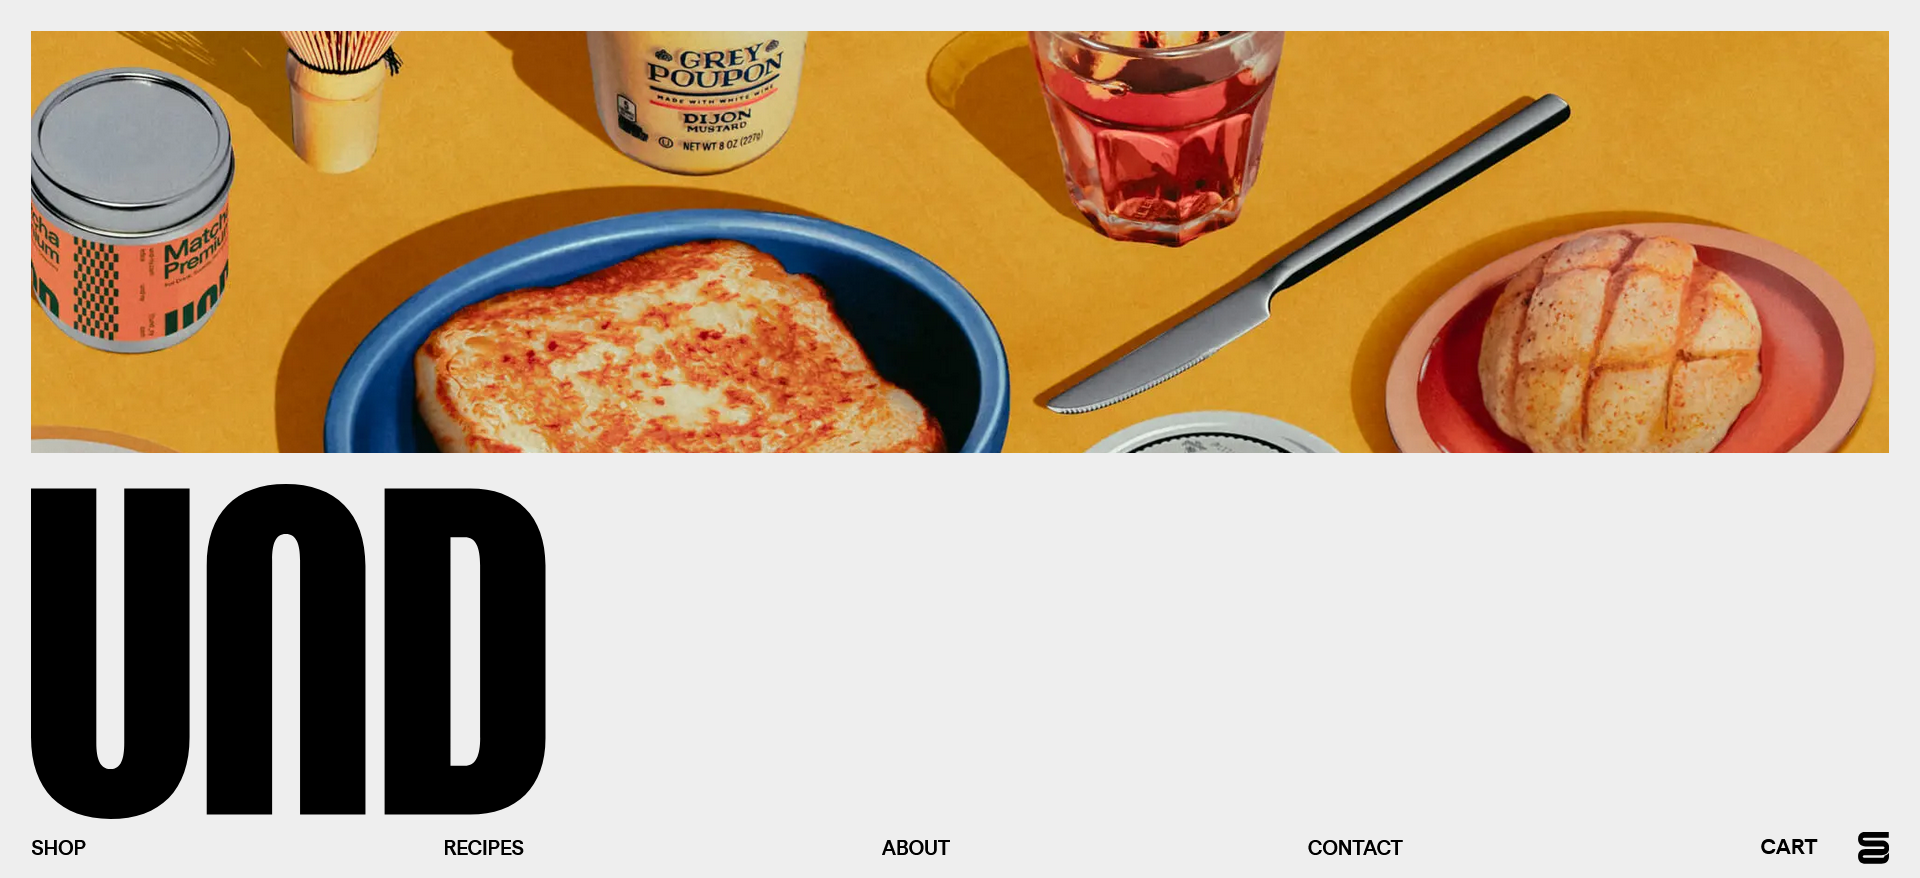 GREY
POUPON
MADE WITH WHITE WINE
DIJON
MUSTARD
NET WT 8 OZ (227g)
Matcha
Premium
UND
SHOP
RECIPES
ABOUT
CONTACT
CART